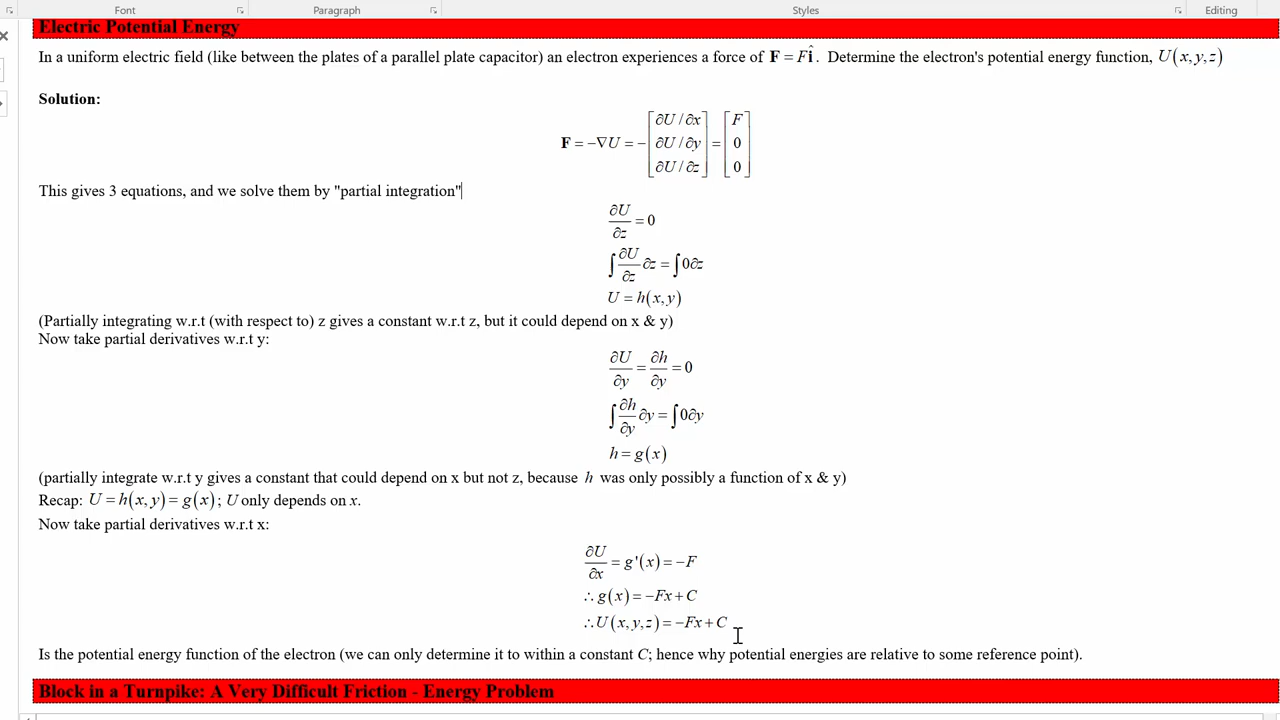 Font Paragraph Styles Editing
Electric Potential Energy
In a uniform electric field (like between the plates of a parallel plate capacitor) an electron experiences a force of F = Fî. Determine the electron's potential energy function, U(x,y,z)
Solution:
F = −∇U = −[∂U/∂x ∂U/∂y ∂U/∂z] = [F 0 0]
This gives 3 equations, and we solve them by "partial integration"
∂U/∂z = 0
∫ ∂U/∂z ∂z = ∫0∂z
U = h(x,y)
(Partially integrating w.r.t (with respect to) z gives a constant w.r.t z, but it could depend on x & y)
Now take partial derivatives w.r.t y:
∂U/∂y = ∂h/∂y = 0
∫ ∂h/∂y ∂y = ∫0∂y
h = g(x)
(partially integrate w.r.t y gives a constant that could depend on x but not z, because h was only possibly a function of x & y)
Recap: U = h(x,y) = g(x); U only depends on x.
Now take partial derivatives w.r.t x:
∂U/∂x = g'(x) = −F
∴ g(x) = −Fx + C
∴ U(x,y,z) = −Fx + C
Is the potential energy function of the electron (we can only determine it to within a constant C; hence why potential energies are relative to some reference point).
Block in a Turnpike: A Very Difficult Friction - Energy Problem